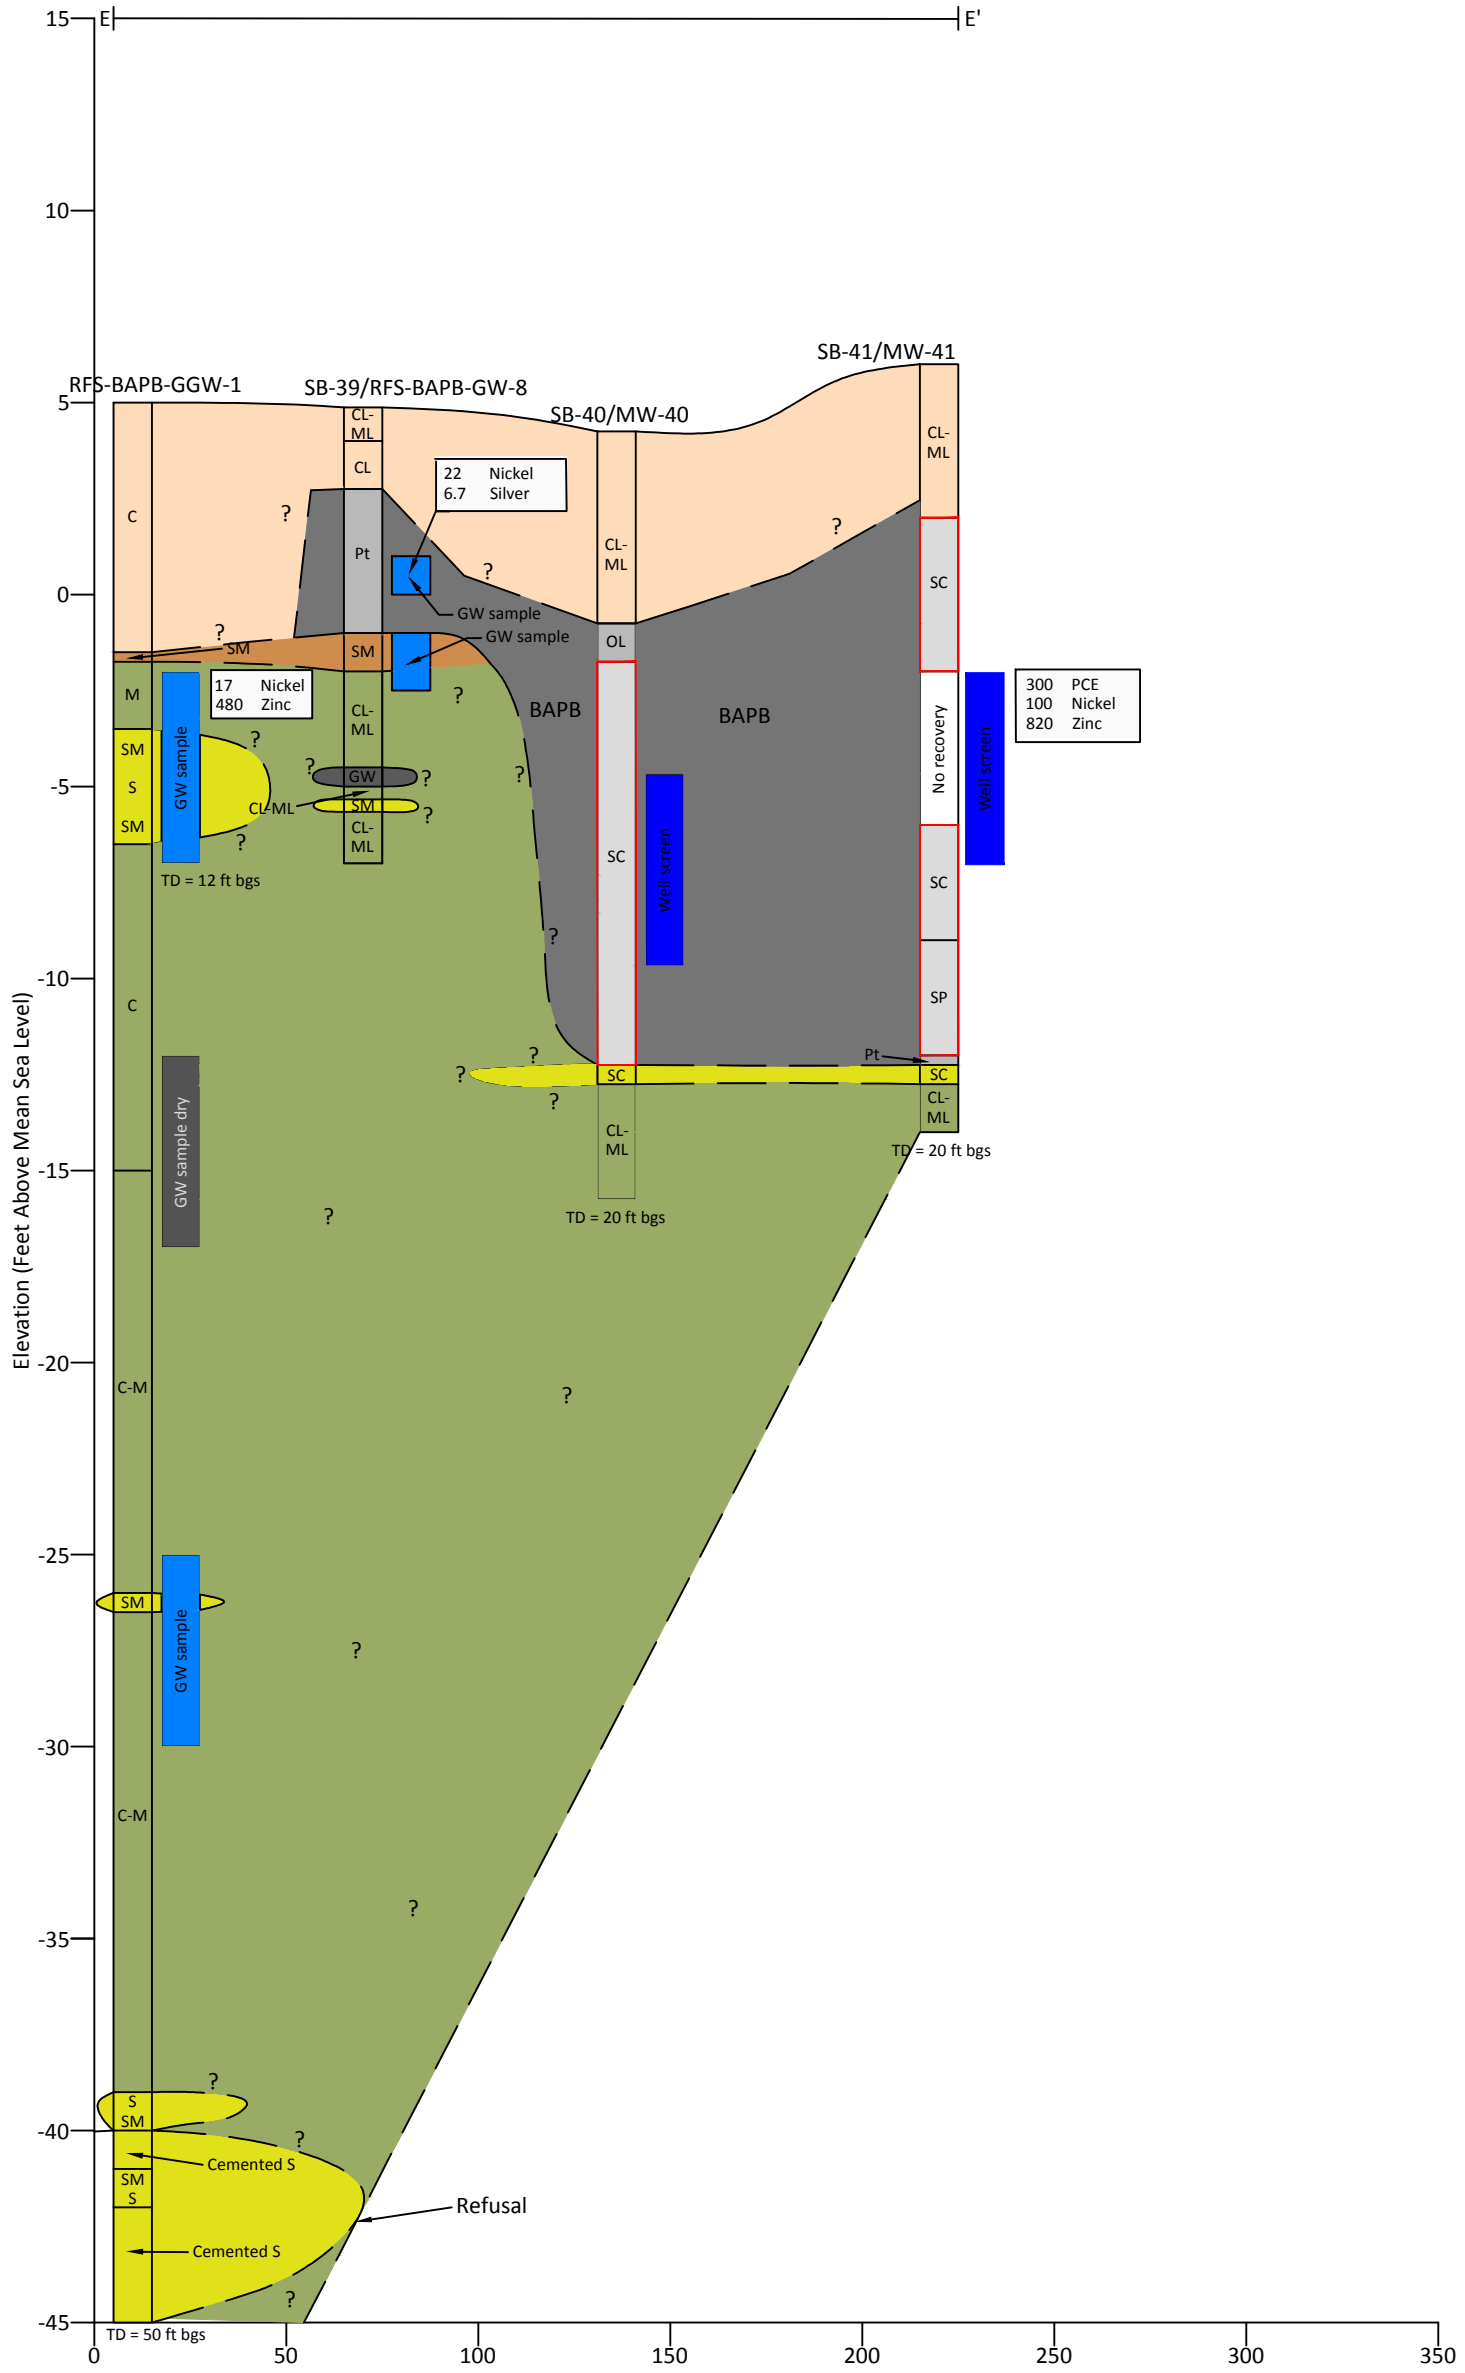 15
E
E'
10
SB-41/MW-41
RFS-BAPB-GGW-1
SB-39/RFS-BAPB-GW-8
5
SB-40/MW-40
CL-
ML
CL-
ML
CL
22 Nickel
6.7 Silver
C
?
?
Pt
CL-
ML
?
SC
0
GW sample
?
GW sample
SM
SM
OL
M
17 Nickel
480 Zinc
?
CL-
ML
BAPB
BAPB
300 PCE
100 Nickel
820 Zinc
SM
?
GW sample
No recovery
Well screen
?
GW
?
?
-5
S
CL-ML
SM
?
SM
?
CL-
ML
Well screen
SC
TD = 12 ft bgs
SC
?
-10
C
SP
Elevation (Feet Above Mean Sea Level)
?
Pt
?
SC
SC
?
CL-
ML
GW sample dry
CL-
ML
TD = 20 ft bgs
-15
?
TD = 20 ft bgs
-20
C-M
?
-25
SM
GW sample
?
-30
C-M
?
-35
?
S
SM
-40
?
Cemented S
SM
S
Refusal
Cemented S
?
-45
TD = 50 ft bgs
0 50 100 150 200 250 300 350